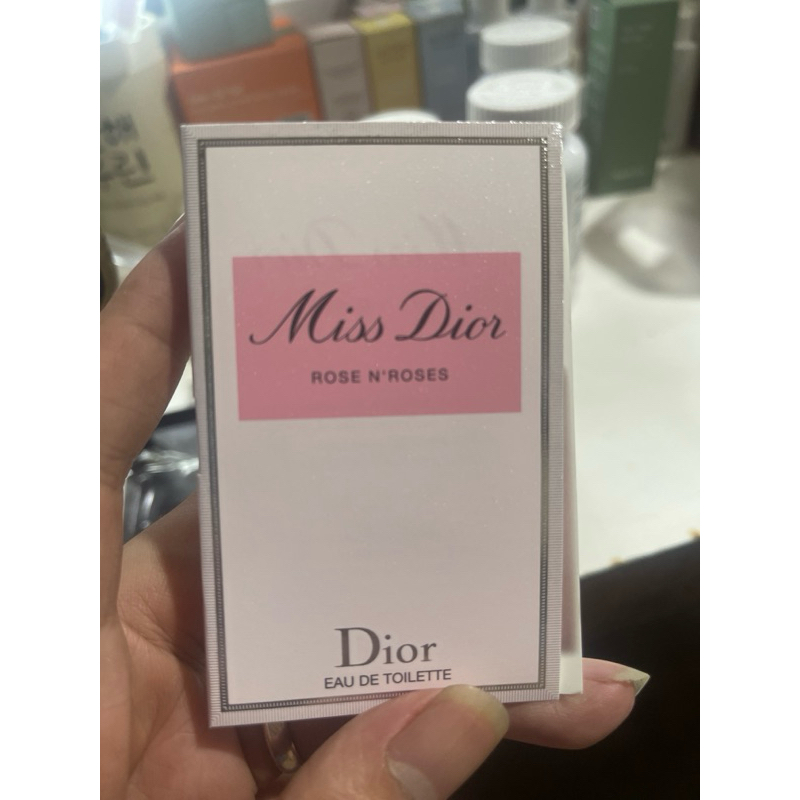 Miss Dior
ROSE N'ROSES
Dior
EAU DE TOILETTE